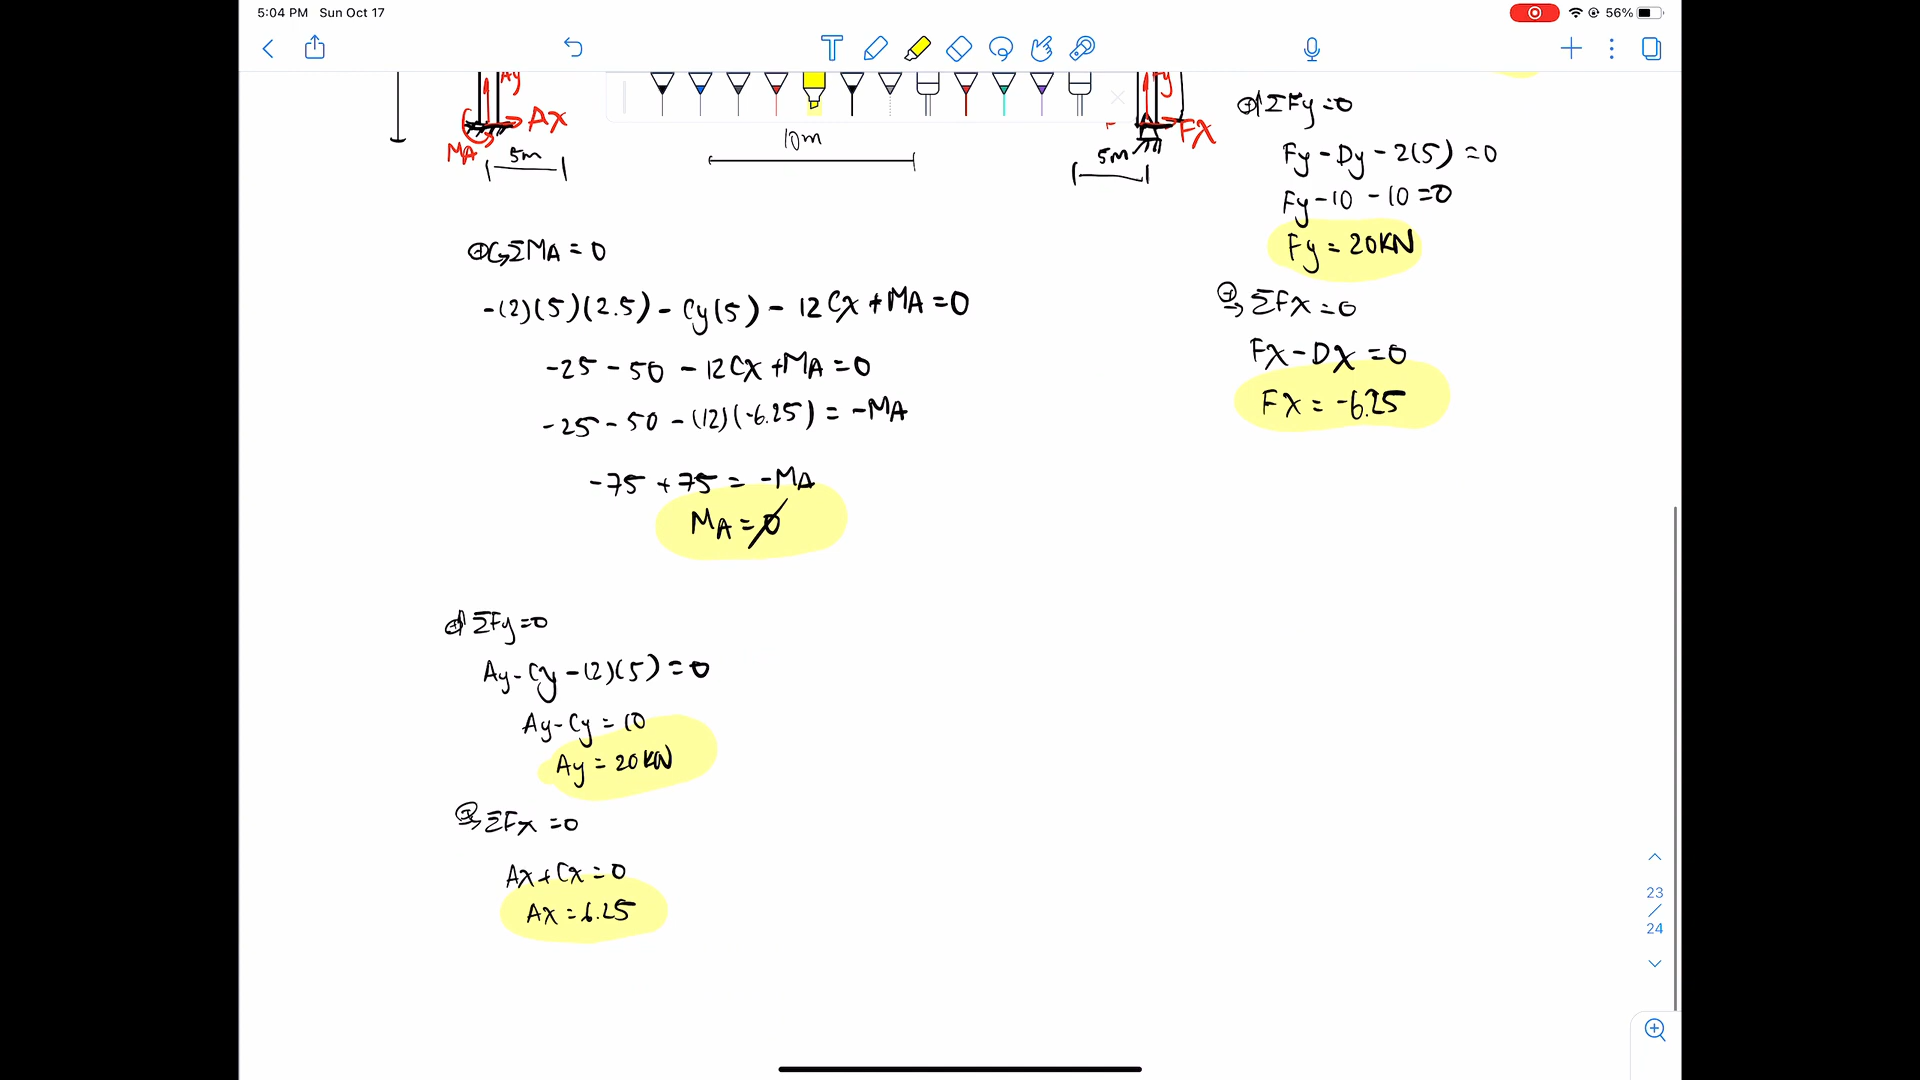 5:04 PM Sun Oct 17
56%
Ay
AX
MA
5m
10m
5m
Fy
FX
⊕↑ΣFy=0
Fy-Dy-2(5)=0
Fy-10-10=0
Fy=20KN
⊕→ΣFX=0
FX-DX=0
FX=-6.25
⊕↺ΣMA=0
-(2)(5)(2.5)-Cy(5)-12CX+MA=0
-25-50-12CX+MA=0
-25-50-(12)(-6.25)=-MA
-75+75=-MA
MA=0
⊕↑ΣFy=0
Ay-Cy-(2)(5)=0
Ay-Cy=10
Ay=20KN
⊕→ΣFx=0
Ax+Cx=0
AX=6.25
23
/
24